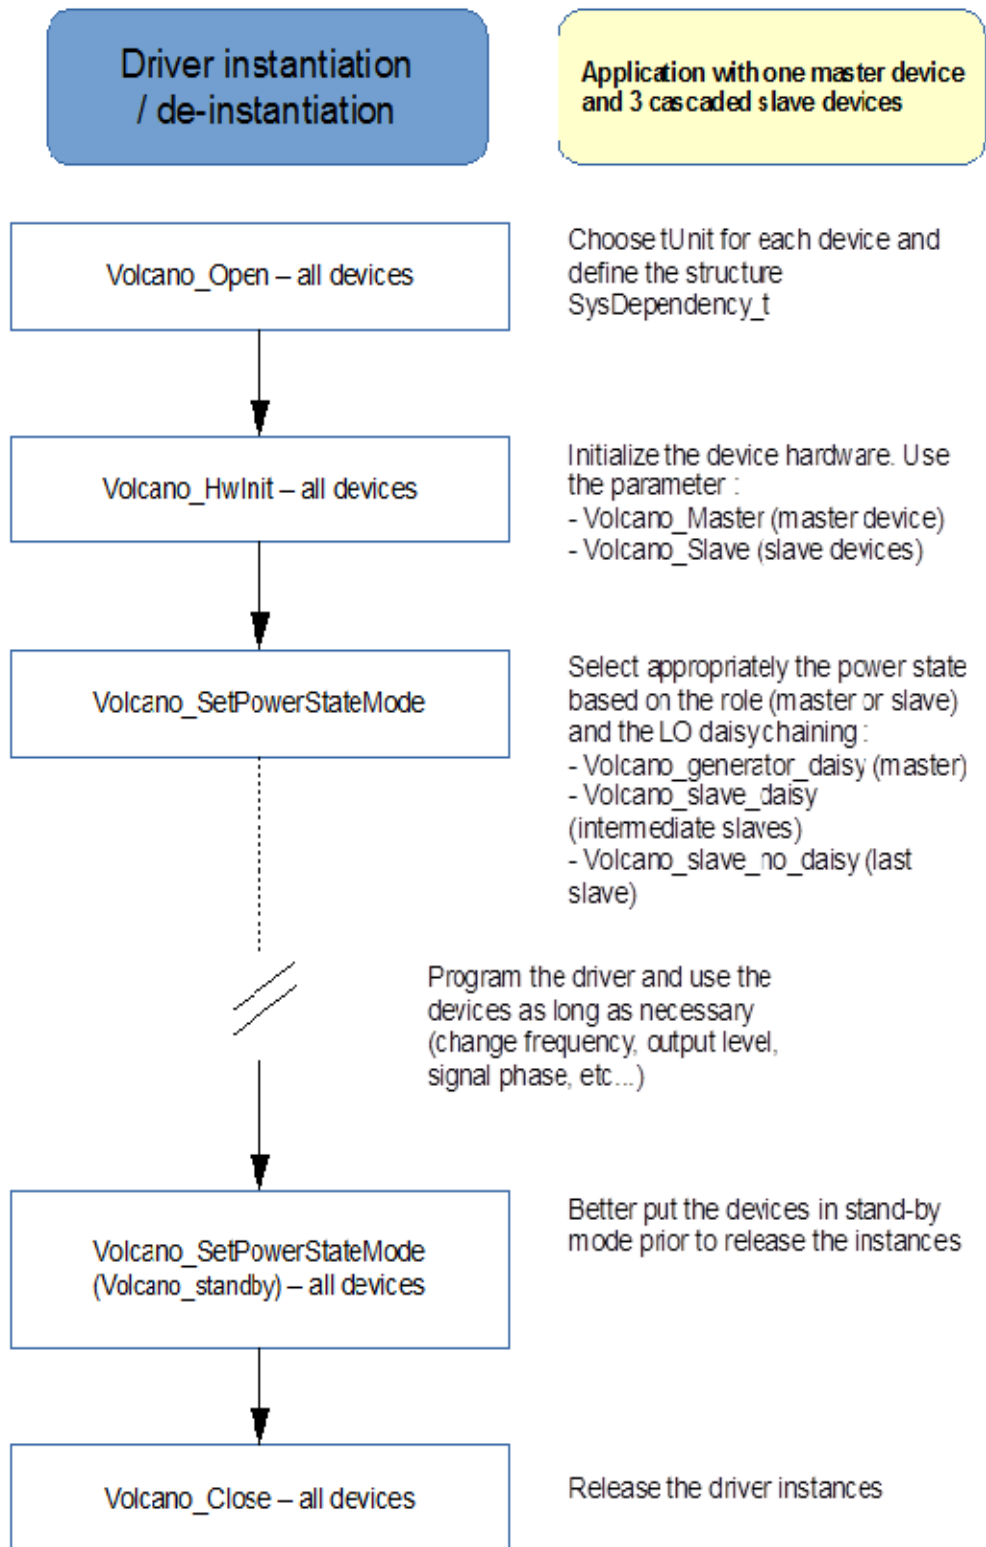 Driver instantiation
/ de-instantiation
Application with one master device
and 3 cascaded slave devices
Volcano_Open – all devices
Choose tUnit for each device and
define the structure
SysDependency_t
Volcano_HwInit – all devices
Initialize the device hardware. Use
the parameter :
- Volcano_Master (master device)
- Volcano_Slave (slave devices)
Volcano_SetPowerStateMode
Select appropriately the power state
based on the role (master or slave)
and the LO daisy chaining :
- Volcano_generator_daisy (master)
- Volcano_slave_daisy
(intermediate slaves)
- Volcano_slave_no_daisy (last
slave)
Program the driver and use the
devices as long as necessary
(change frequency, output level,
signal phase, etc...)
Volcano_SetPowerStateMode
(Volcano_standby) – all devices
Better put the devices in stand-by
mode prior to release the instances
Volcano_Close – all devices
Release the driver instances